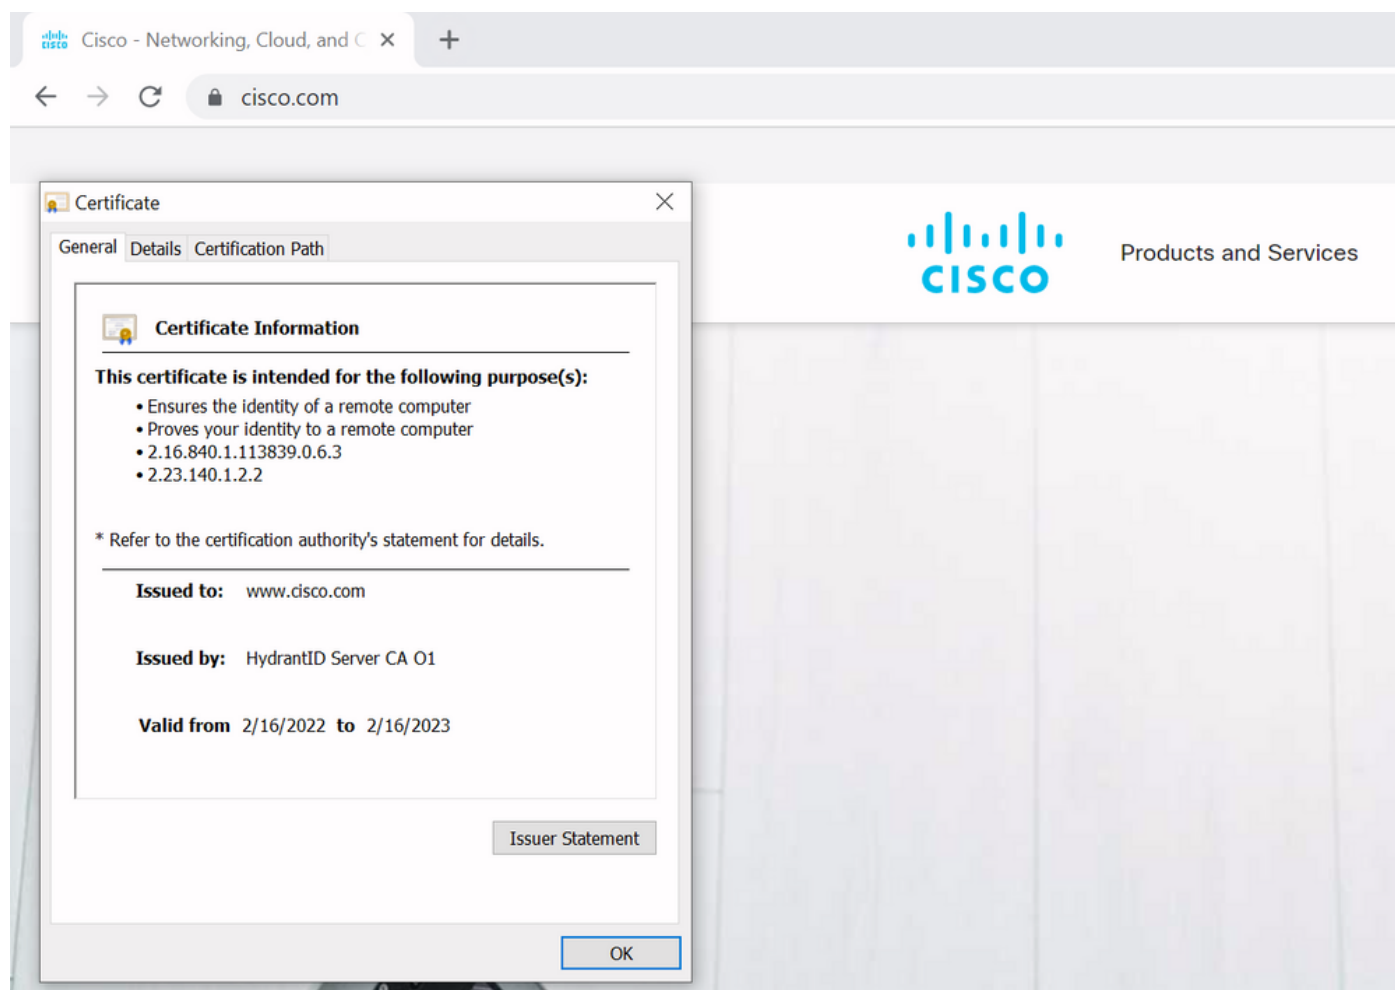 cisco
Cisco - Networking, Cloud, and C
cisco.com
Certificate
General Details Certification Path
Certificate Information
This certificate is intended for the following purpose(s):
• Ensures the identity of a remote computer
• Proves your identity to a remote computer
• 2.16.840.1.113839.0.6.3
• 2.23.140.1.2.2
* Refer to the certification authority's statement for details.
Issued to: www.cisco.com
Issued by: HydrantID Server CA O1
Valid from 2/16/2022 to 2/16/2023
Issuer Statement
OK
CISCO
Products and Services